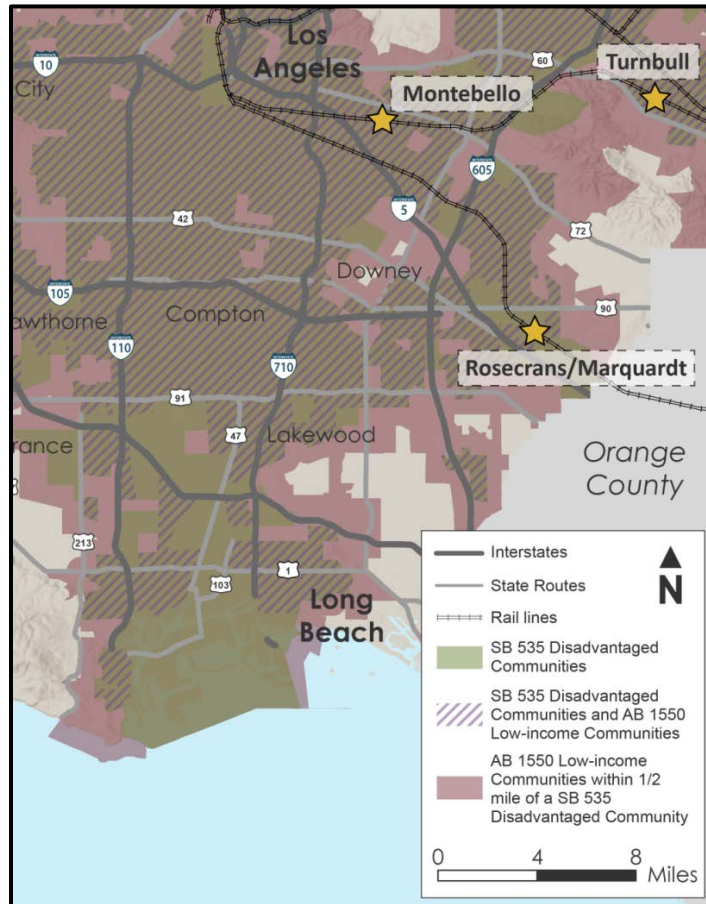 Los
Angeles
10
City
60
Turnbull
Montebello
605
5
42
72
Downey
105
Compton
90
awthorne
110
710
Rosecrans/Marquardt
91
47
Lakewood
rance
Orange
County
213
103
1
Long
Beach
Interstates
State Routes
Rail lines
N
SB 535 Disadvantaged
Communities
SB 535 Disadvantaged
Communities and AB 1550
Low-income Communities
AB 1550 Low-income
Communities within 1/2
mile of a SB 535
Disadvantaged Community
0 4 8 Miles